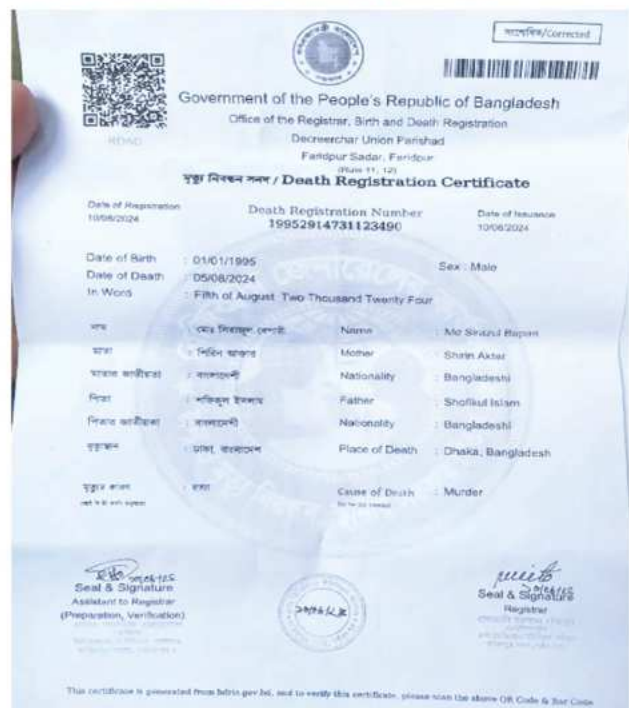 সংশোধিত/Corrected
BDRIS
Government of the People's Republic of Bangladesh
Office of the Registrar, Birth and Death Registration
Decreerchar Union Parishad
Faridpur Sadar, Faridpur
(Rule 11, 12)
মৃত্যু নিবন্ধন সনদ / Death Registration Certificate
Date of Registration Death Registration Number Date of Issuance
10/08/2024 19952914731123490 10/08/2024
Date of Birth : 01/01/1995 Sex : Male
Date of Death : 05/08/2024
In Word : Fifth of August Two Thousand Twenty Four
নাম : মোঃ সিরাজুল বেপারী Name : Md Sirazul Bapari
মাতা : শিরিন আক্তার Mother : Shirin Akter
মাতার জাতীয়তা : বাংলাদেশী Nationality : Bangladeshi
পিতা : শফিকুল ইসলাম Father : Shofikul Islam
পিতার জাতীয়তা : বাংলাদেশী Nationality : Bangladeshi
মৃত্যুস্থান : ঢাকা, বাংলাদেশ Place of Death : Dhaka, Bangladesh
মৃত্যুর কারণ : হত্যা Cause of Death : Murder
Seal & Signature Seal & Signature
Assistant to Registrar Registrar
(Preparation, Verification)
This certificate is generated from bdris.gov.bd, and to verify this certificate, please scan the above QR Code & Bar Code